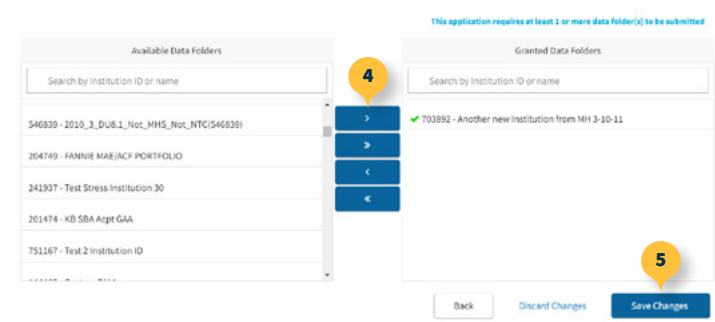 This application requires at least 1 or more data folder(s) to be submitted
Available Data Folders
Granted Data Folders
Search by Institution ID or name
4
Search by Institution ID or name
546839 - 2010_3_DU8.1_Not_MHS_Not_NTC(546839)
204749 - FANNIE MAE/ACF PORTFOLIO
241937 - Test Stress Institution 30
201474 - KB SBA Acpt GAA
751167 - Test 2 Institution ID
>
»
<
«
703892 - Another new Institution from MH 3-10-11
5
Back
Discard Changes
Save Changes